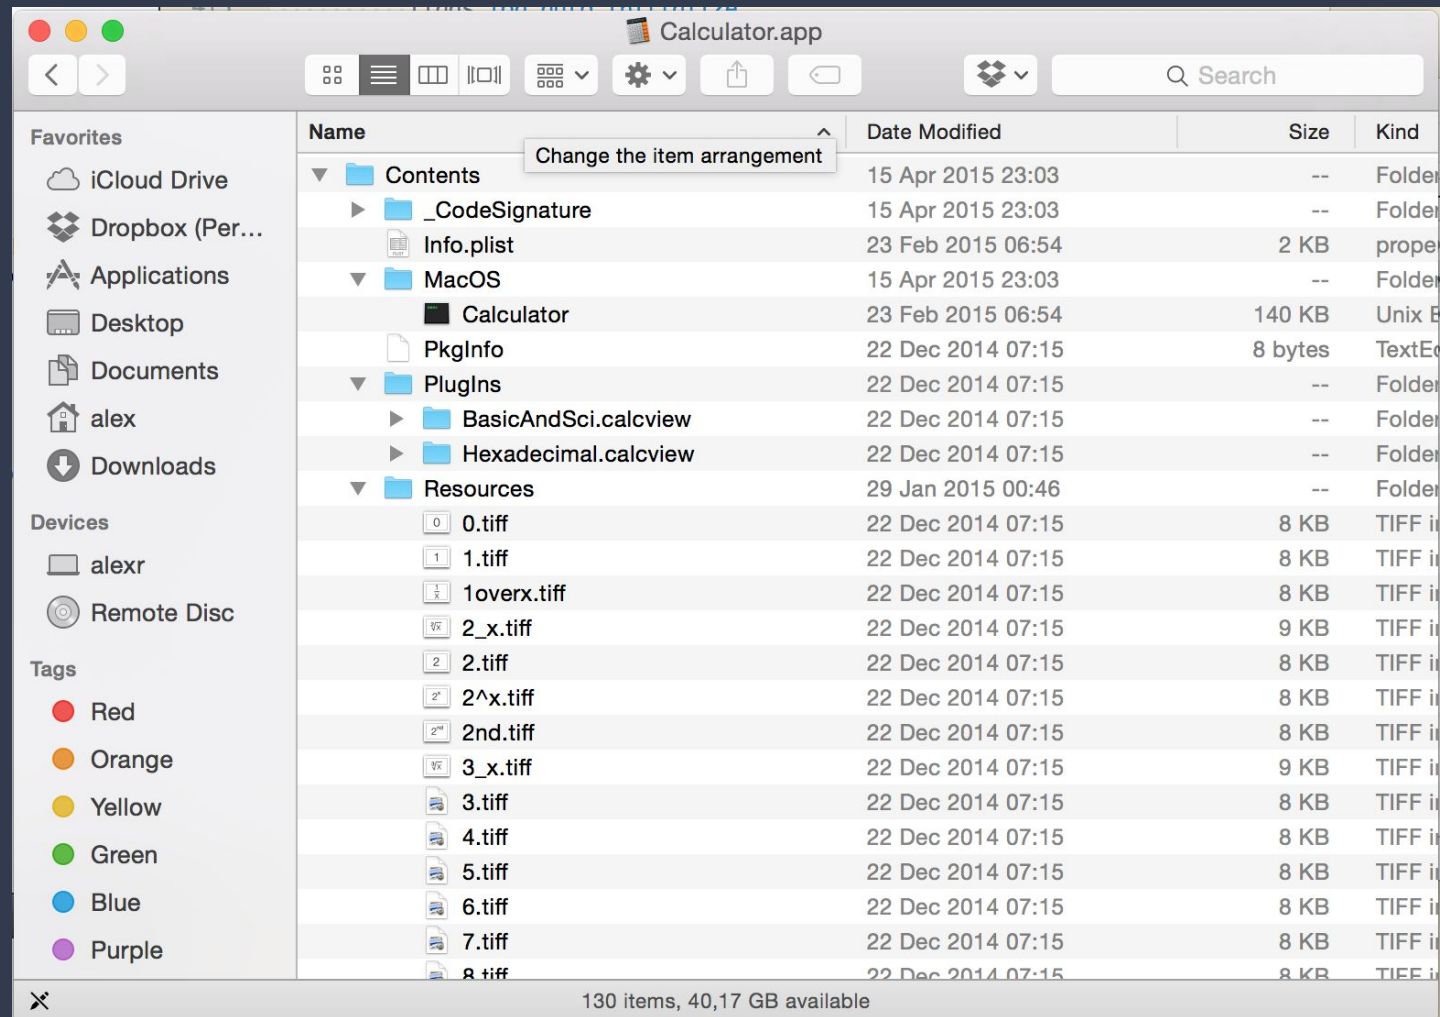 Calculator.app
Search
Favorites
iCloud Drive
Dropbox (Per...
Applications
Desktop
Documents
alex
Downloads
Devices
alexr
Remote Disc
Tags
Red
Orange
Yellow
Green
Blue
Purple
Name Date Modified Size Kind
Change the item arrangement
Contents 15 Apr 2015 23:03 -- Folder
_CodeSignature 15 Apr 2015 23:03 -- Folder
Info.plist 23 Feb 2015 06:54 2 KB prope
MacOS 15 Apr 2015 23:03 -- Folder
Calculator 23 Feb 2015 06:54 140 KB Unix E
PkgInfo 22 Dec 2014 07:15 8 bytes TextEd
PlugIns 22 Dec 2014 07:15 -- Folder
BasicAndSci.calcview 22 Dec 2014 07:15 -- Folder
Hexadecimal.calcview 22 Dec 2014 07:15 -- Folder
Resources 29 Jan 2015 00:46 -- Folder
0.tiff 22 Dec 2014 07:15 8 KB TIFF i
1.tiff 22 Dec 2014 07:15 8 KB TIFF i
1overx.tiff 22 Dec 2014 07:15 8 KB TIFF i
2_x.tiff 22 Dec 2014 07:15 9 KB TIFF i
2.tiff 22 Dec 2014 07:15 8 KB TIFF i
2^x.tiff 22 Dec 2014 07:15 8 KB TIFF i
2nd.tiff 22 Dec 2014 07:15 8 KB TIFF i
3_x.tiff 22 Dec 2014 07:15 9 KB TIFF i
3.tiff 22 Dec 2014 07:15 8 KB TIFF i
4.tiff 22 Dec 2014 07:15 8 KB TIFF i
5.tiff 22 Dec 2014 07:15 8 KB TIFF i
6.tiff 22 Dec 2014 07:15 8 KB TIFF i
7.tiff 22 Dec 2014 07:15 8 KB TIFF i
8.tiff 22 Dec 2014 07:15 8 KB TIFF i
130 items, 40,17 GB available